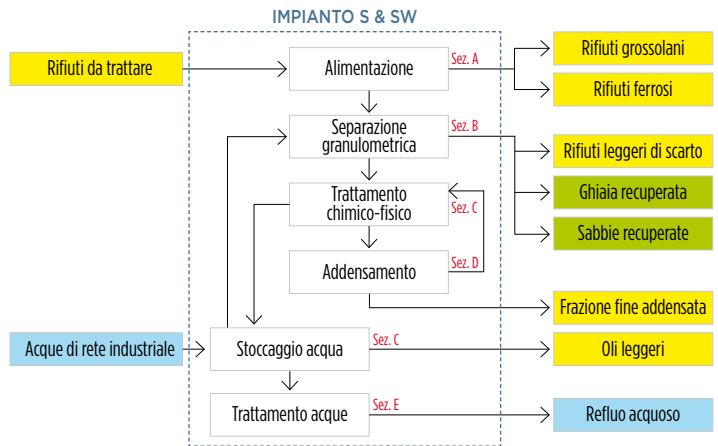 IMPIANTO S & SW
Rifiuti da trattare
Alimentazione
Sez. A
Rifiuti grossolani
Rifiuti ferrosi
Separazione
granulometrica
Sez. B
Rifiuti leggeri di scarto
Ghiaia recuperata
Sabbie recuperate
Trattamento
chimico-fisico
Sez. C
Addensamento
Sez. D
Frazione fine addensata
Acque di rete industriale
Stoccaggio acqua
Sez. C
Oli leggeri
Trattamento acque
Sez. E
Refluo acquoso